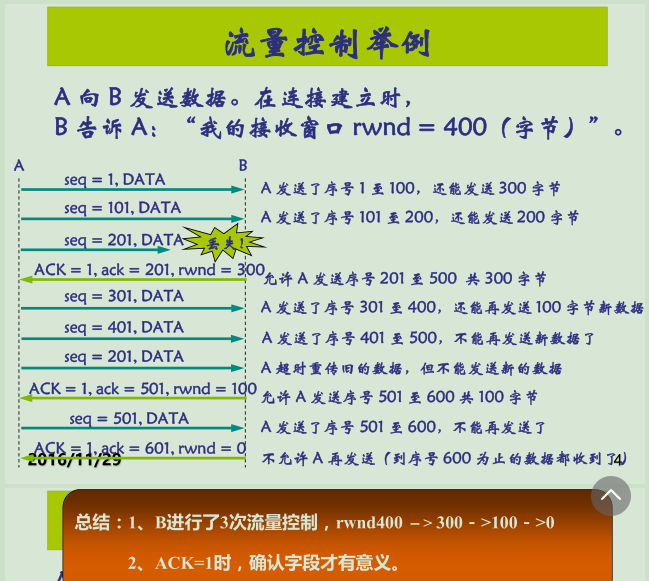 流量控制举例
A 向 B 发送数据。在连接建立时，
B 告诉 A：“我的接收窗口 rwnd = 400（字节）”。
A
B
seq = 1, DATA
A 发送了序号 1 至 100，还能发送 300 字节
seq = 101, DATA
A 发送了序号 101 至 200，还能发送 200 字节
seq = 201, DATA
丢失！
ACK = 1, ack = 201, rwnd = 300
允许 A 发送序号 201 至 500 共 300 字节
seq = 301, DATA
A 发送了序号 301 至 400，还能再发送 100 字节新数据
seq = 401, DATA
A 发送了序号 401 至 500，不能再发送新数据了
seq = 201, DATA
A 超时重传旧的数据，但不能发送新的数据
ACK = 1, ack = 501, rwnd = 100
允许 A 发送序号 501 至 600 共 100 字节
seq = 501, DATA
A 发送了序号 501 至 600，不能再发送了
ACK = 1, ack = 601, rwnd = 0
不允许 A 再发送（到序号 600 为止的数据都收到了）
2016/11/29
4
总结：1、B进行了3次流量控制，rwnd400 –> 300 - >100 - >0
2、ACK=1时，确认字段才有意义。